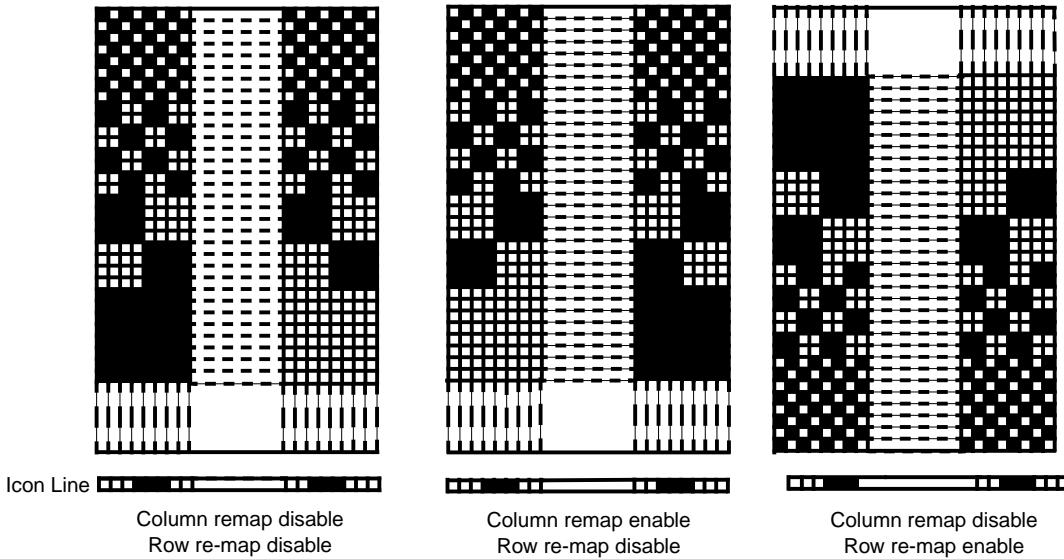 Icon Line
Column remap disable
Row re-map disable
Column remap enable
Row re-map disable
Column remap disable
Row re-map enable